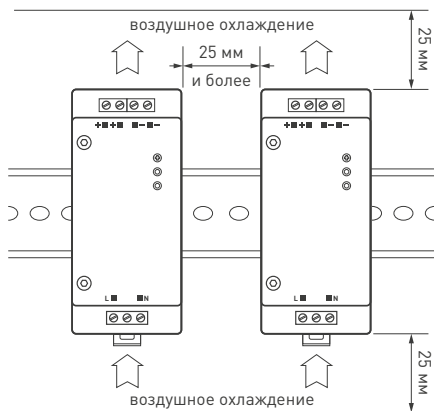 воздушное охлаждение
25 мм
и более
25 мм
++ −− ++ −−
L N L N
воздушное охлаждение
25 мм